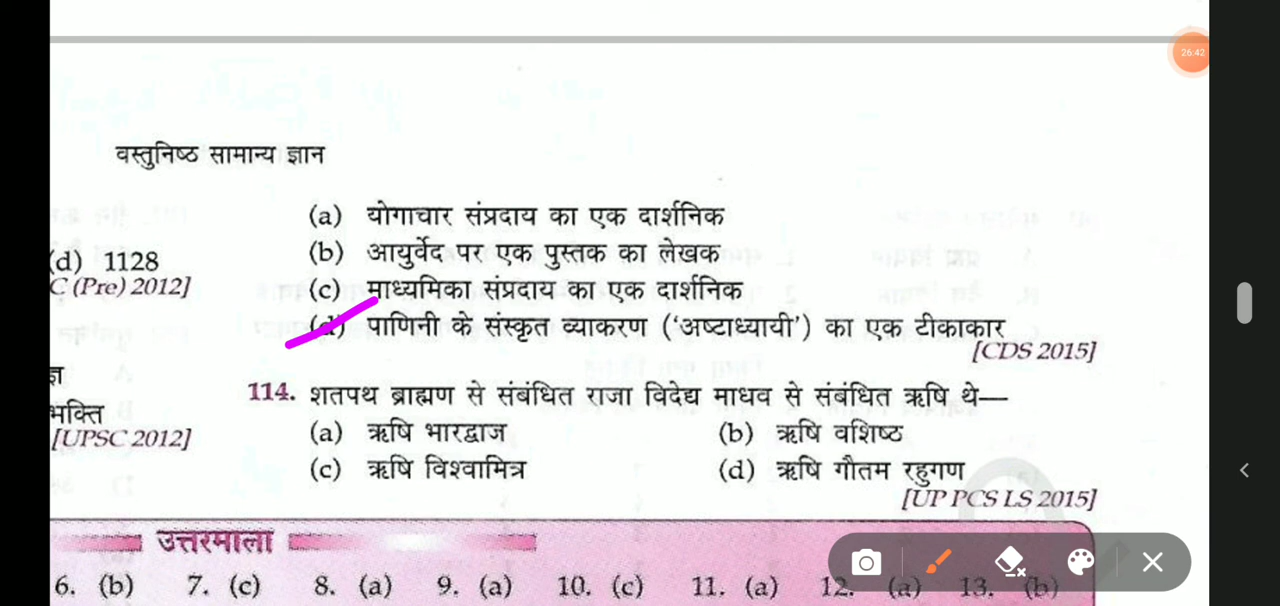 26:42
वस्तुनिष्ठ सामान्य ज्ञान
(a) योगाचार संप्रदाय का एक दार्शनिक
(b) आयुर्वेद पर एक पुस्तक का लेखक
(d) 1128
C (Pre) 2012]
(c) माध्यमिका संप्रदाय का एक दार्शनिक
(d) पाणिनी के संस्कृत व्याकरण (‘अष्टाध्यायी’) का एक टीकाकार
[CDS 2015]
ज्ञ
भक्ति
[UPSC 2012]
114. शतपथ ब्राह्मण से संबंधित राजा विदेद्य माधव से संबंधित ऋषि थे—
(a) ऋषि भारद्वाज (b) ऋषि वशिष्ठ
(c) ऋषि विश्वामित्र (d) ऋषि गौतम रहुगण
[UP PCS LS 2015]
उत्तरमाला
6. (b) 7. (c) 8. (a) 9. (a) 10. (c) 11. (a) 12. (a) 13. (b)